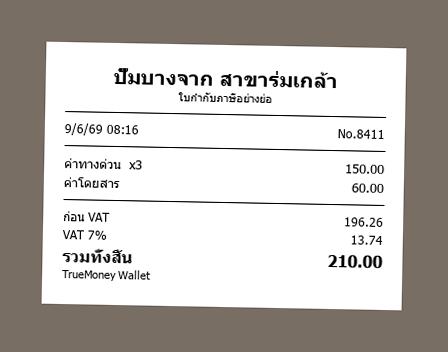 ปั๊มบางจาก สาขาร่มเกล้า
ใบกำกับภาษีอย่างย่อ
9/6/69 08:16 No.8411
ค่าทางด่วน x3 150.00
ค่าโดยสาร 60.00
ก่อน VAT 196.26
VAT 7% 13.74
รวมทั้งสิ้น 210.00
TrueMoney Wallet